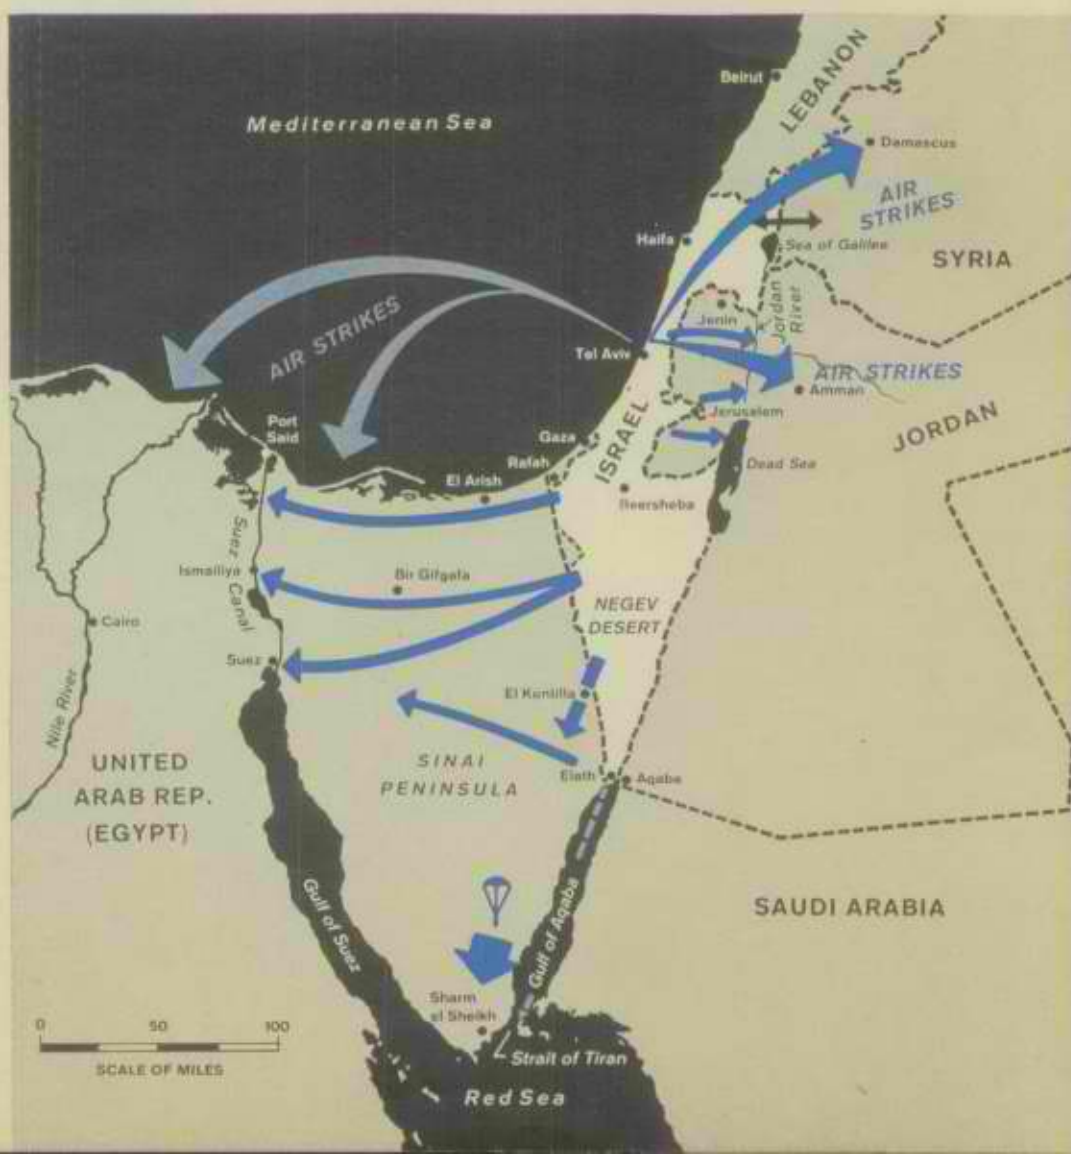 Beirut
LEBANON
Mediterranean Sea
Damascus
AIR
STRIKES
Haifa
Sea of Galilee
SYRIA
Jenin
Jordan
River
AIR STRIKES
Tel Aviv
AIR STRIKES
Amman
Jerusalem
JORDAN
Port
Said
Gaza
ISRAEL
Rafah
Dead Sea
El Arish
Beersheba
Suez Canal
Ismailiya
Bir Gifgafa
NEGEV
DESERT
Cairo
Suez
El Kuntilla
Nile River
UNITED
ARAB REP.
(EGYPT)
SINAI
PENINSULA
Elath
Aqaba
Gulf of Suez
Gulf of Aqaba
SAUDI ARABIA
Sharm
el Sheikh
0 50 100
SCALE OF MILES
Strait of Tiran
Red Sea